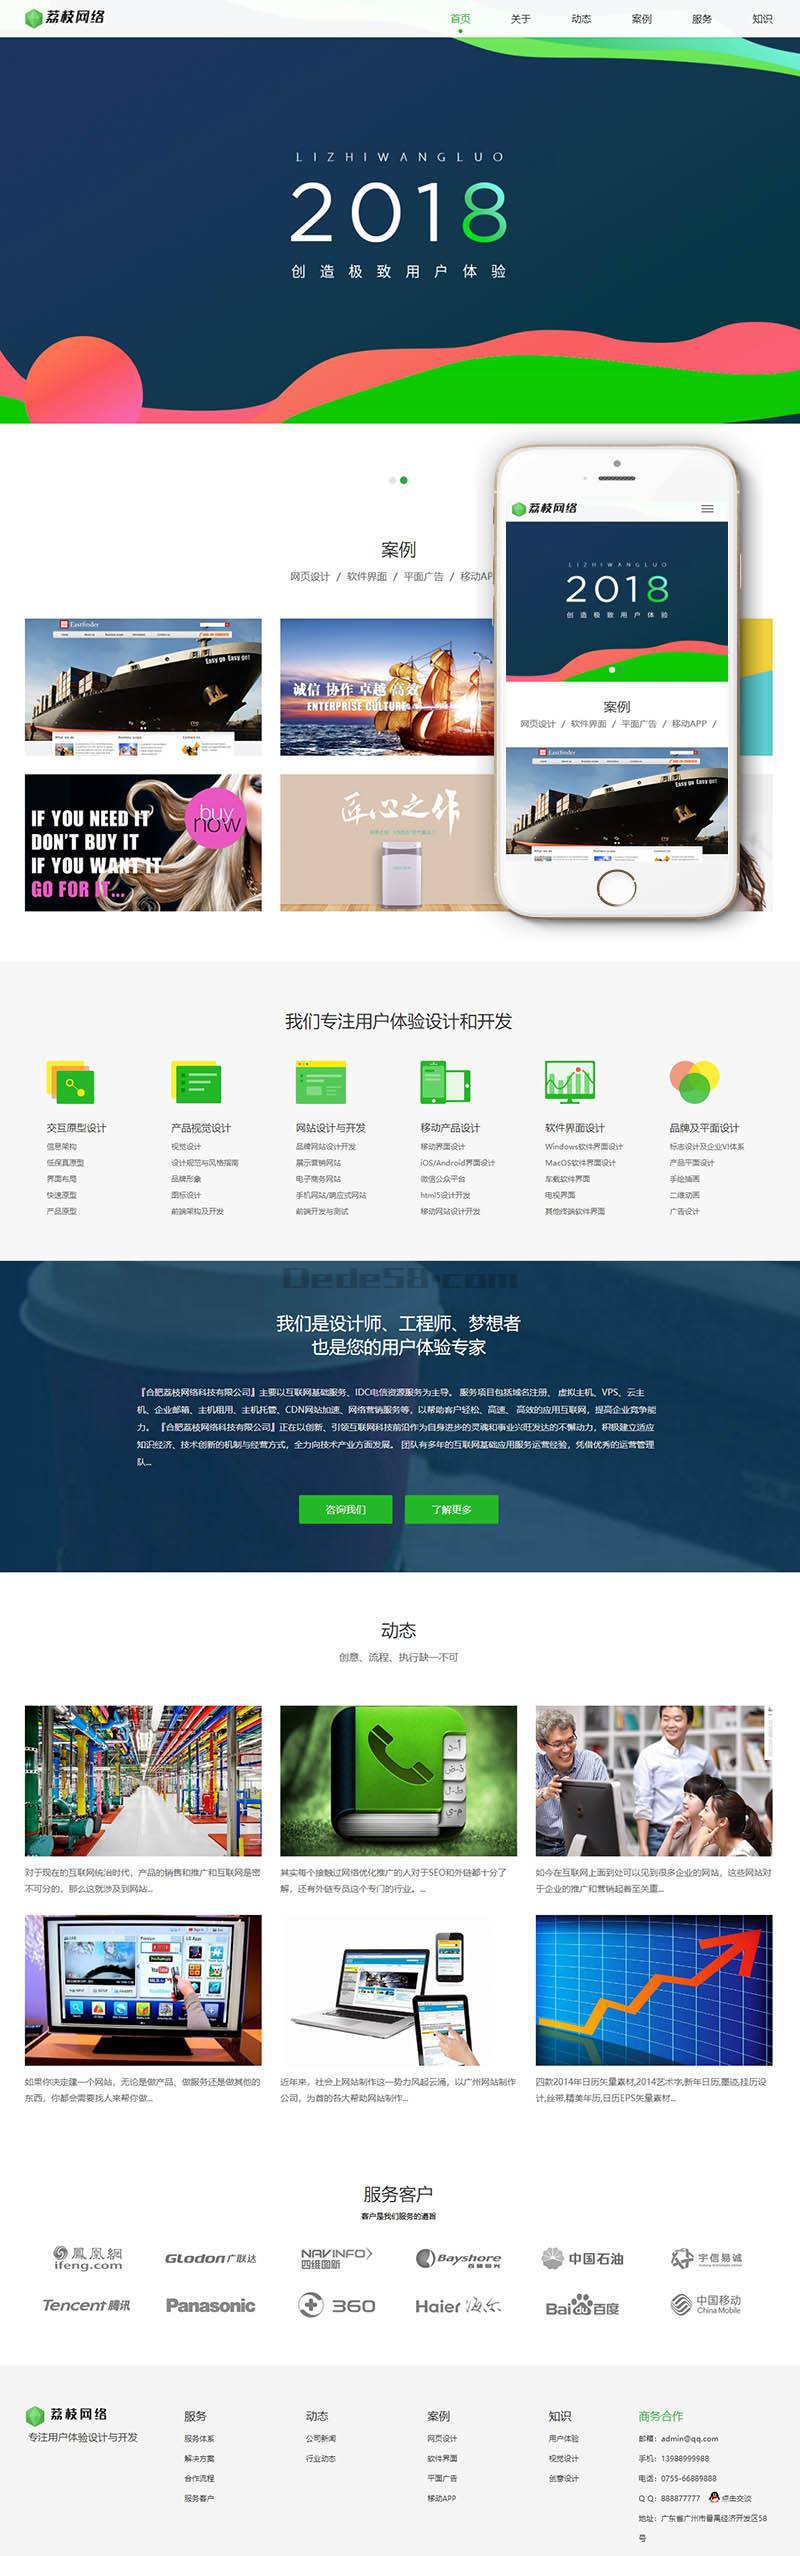 荔枝网络
首页 关于 动态 案例 服务 知识
LIZHIWANGLUO
2018
创造极致用户体验
案例
网页设计 / 软件界面 / 平面广告 / 移动AP
荔枝网络
LIZHIWANGLUO
2018
创造极致用户体验
案例
网页设计 / 软件界面 / 平面广告 / 移动APP /
Eastfinder
Easy go Easy get
What we do
Contact us
诚信 协作 卓越 高效
ENTERPRISE CULTURE
Eastfinder
Easy go Easy get
IF YOU NEED IT
DON'T BUY IT
IF YOU WANT IT
GO FOR IT...
buy
now
匠心之作
我们专注用户体验设计和开发
交互原型设计
信息架构
低保真原型
界面布局
快速原型
产品原型
产品视觉设计
视觉设计
设计规范与风格指南
品牌形象
图标设计
前端架构及开发
网站设计与开发
品牌网站设计开发
展示营销网站
电子商务网站
手机网站/响应式网站
前端开发与测试
移动产品设计
移动界面设计
iOS/Android界面设计
微信公众平台
html5设计开发
移动网站设计开发
软件界面设计
Windows软件界面设计
MacOS软件界面设计
车载软件界面
电视界面
其他终端软件界面
品牌及平面设计
标志设计及企业VI体系
产品平面设计
手绘插画
二维动画
广告设计
Dede58.com
我们是设计师、工程师、梦想者
也是您的用户体验专家
『合肥荔枝网络科技有限公司』主要以互联网基础服务、IDC电信资源服务为主导。 服务项目包括域名注册、 虚拟主机、VPS、云主
机、企业邮箱、主机租用、主机托管、CDN网站加速、网络营销服务等，以帮助客户轻松、高速、 高效的应用互联网，提高企业竞争能
力。 『合肥荔枝网络科技有限公司』正在以创新、引领互联网科技前沿作为自身进步的灵魂和事业兴旺发达的不懈动力，积极建立适应
知识经济、技术创新的机制与经营方式，全力向技术产业方面发展。 团队有多年的互联网基础应用服务运营经验，凭借优秀的运营管理
队...
咨询我们 了解更多
动态
创意、流程、执行缺一不可
对于现在的互联网统治时代，产品的销售和推广和互联网是密
不可分的，那么这就涉及到网站...
其实每个接触过网络优化推广的人对于SEO和外链都十分了
解，还有外链专员这个专门的行业。...
如今在互联网上面到处可以见到很多企业的网站，这些网站对
于企业的推广和营销起着至关重...
如果你决定建一个网站，无论是做产品、做服务还是做其他的
东西，你都会需要找人来帮你做...
近年来，社会上网站制作这一势力风起云涌，以广州网站制作
公司，为首的各大帮助网站制作...
四款2014年日历矢量素材,2014艺术字,新年日历,墨迹,挂历设
计,丝带,精美年历,日历EPS矢量素材...
服务客户
客户是我们服务的遒旨
鳳凰網
ifeng.com
GLodon广联达
NAVINFO
四维图新
Bayshore
中国石油
宇信易诚
Tencent 腾讯
Panasonic
360
Haier 海尔
Bai du 百度
中国移动
China Mobile
荔枝网络
专注用户体验设计与开发
服务
服务体系
解决方案
合作流程
服务客户
动态
公司新闻
行业动态
案例
网页设计
软件界面
平面广告
移动APP
知识
用户体验
视觉设计
创意设计
商务合作
邮箱：admin@qq.com
手机：13988999988
电话：0755-66889888
Q Q：888877777 点击交谈
地址：广东省广州市番禺经济开发区58
号